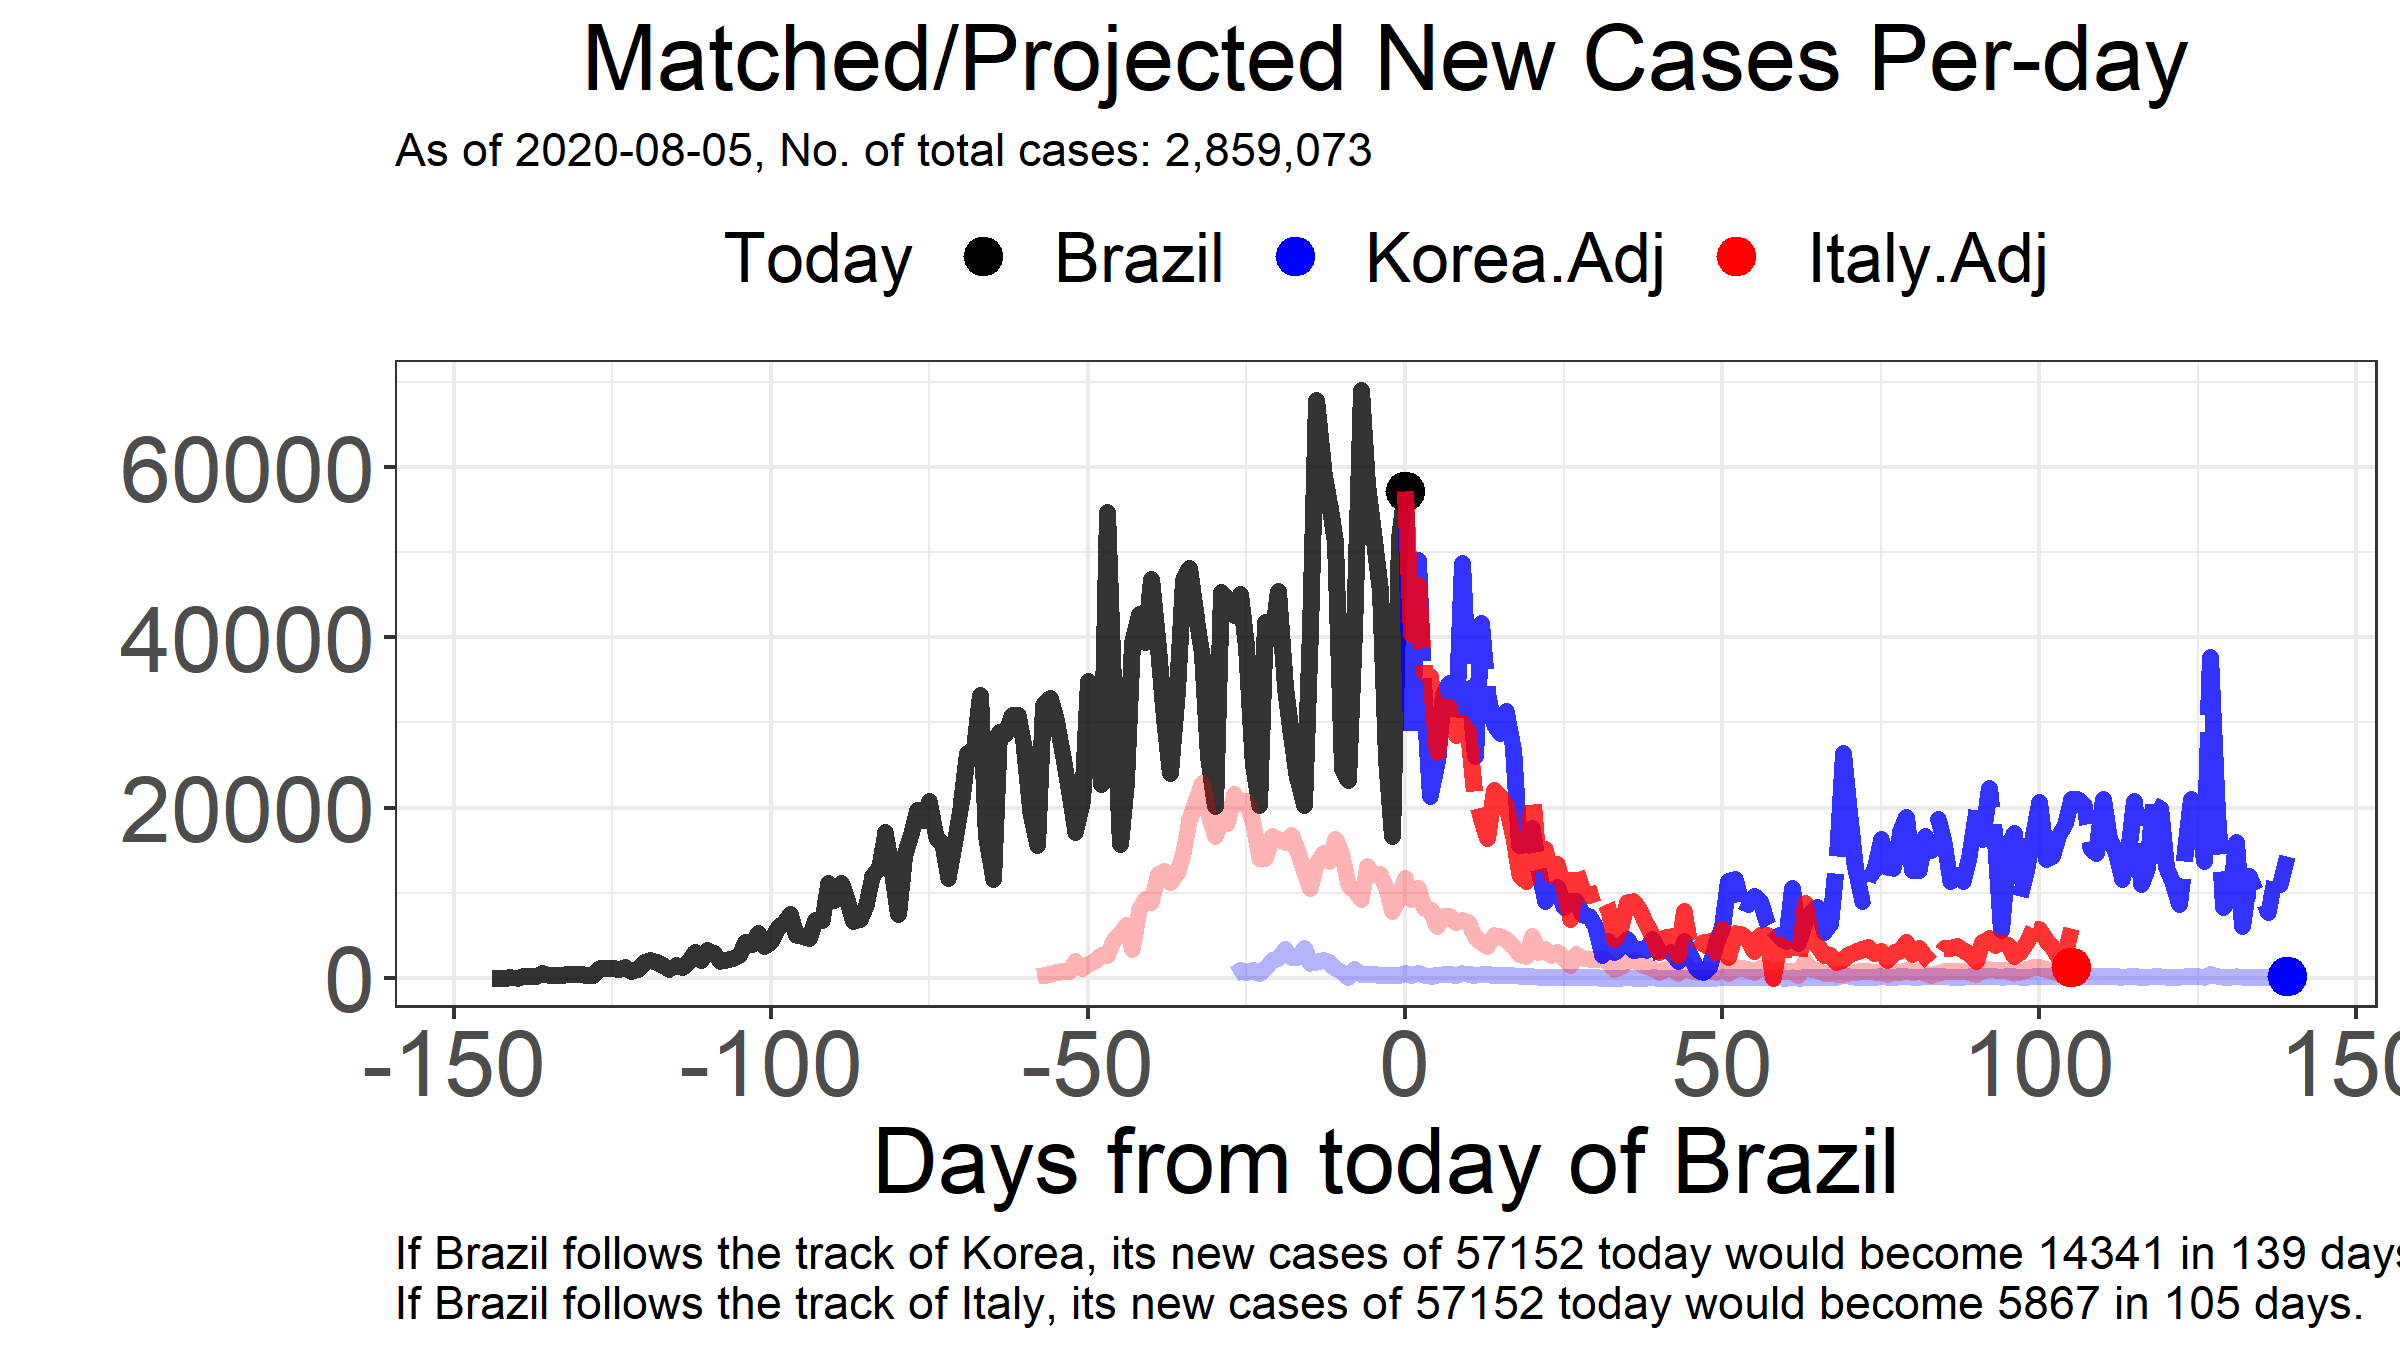 Matched/Projected New Cases Per-day
As of 2020-08-05, No. of total cases: 2,859,073
Today Brazil Korea.Adj Italy.Adj
60000
40000
20000
0
-150 -100 -50 0 50 100 150
Days from today of Brazil
If Brazil follows the track of Korea, its new cases of 57152 today would become 14341 in 139 days
If Brazil follows the track of Italy, its new cases of 57152 today would become 5867 in 105 days.